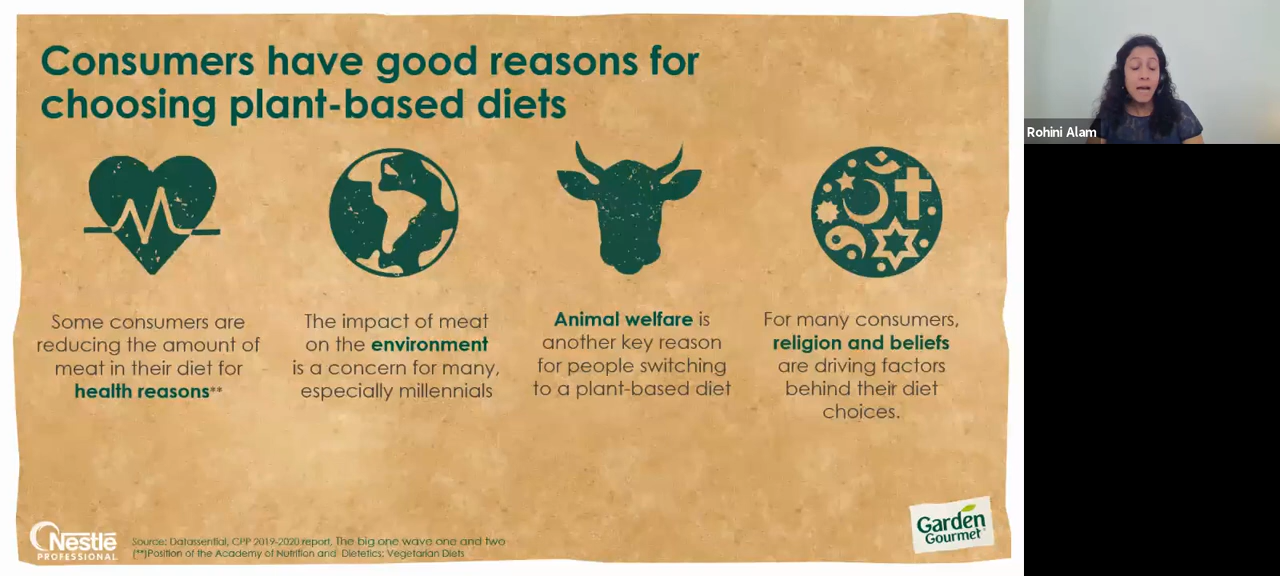 Consumers have good reasons for
choosing plant-based diets
Some consumers are
reducing the amount of
meat in their diet for
health reasons**
The impact of meat
on the environment
is a concern for many,
especially millennials
Animal welfare is
another key reason
for people switching
to a plant-based diet
For many consumers,
religion and beliefs
are driving factors
behind their diet
choices.
Nestlé
PROFESSIONAL
Source: Datassential, CPP 2019-2020 report, The big one wave one and two
(**)Position of the Academy of Nutrition and Dietetics: Vegetarian Diets
Garden
Gourmet
Rohini Alam